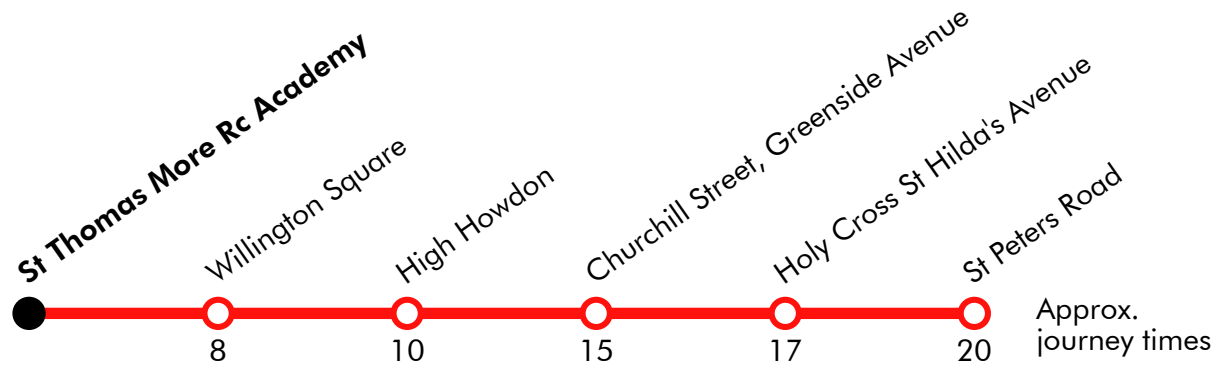 St Thomas More Rc Academy
Willington Square
High Howdon
Churchill Street, Greenside Avenue
Holy Cross St Hilda's Avenue
St Peters Road
8
10
15
17
20
Approx.
journey times